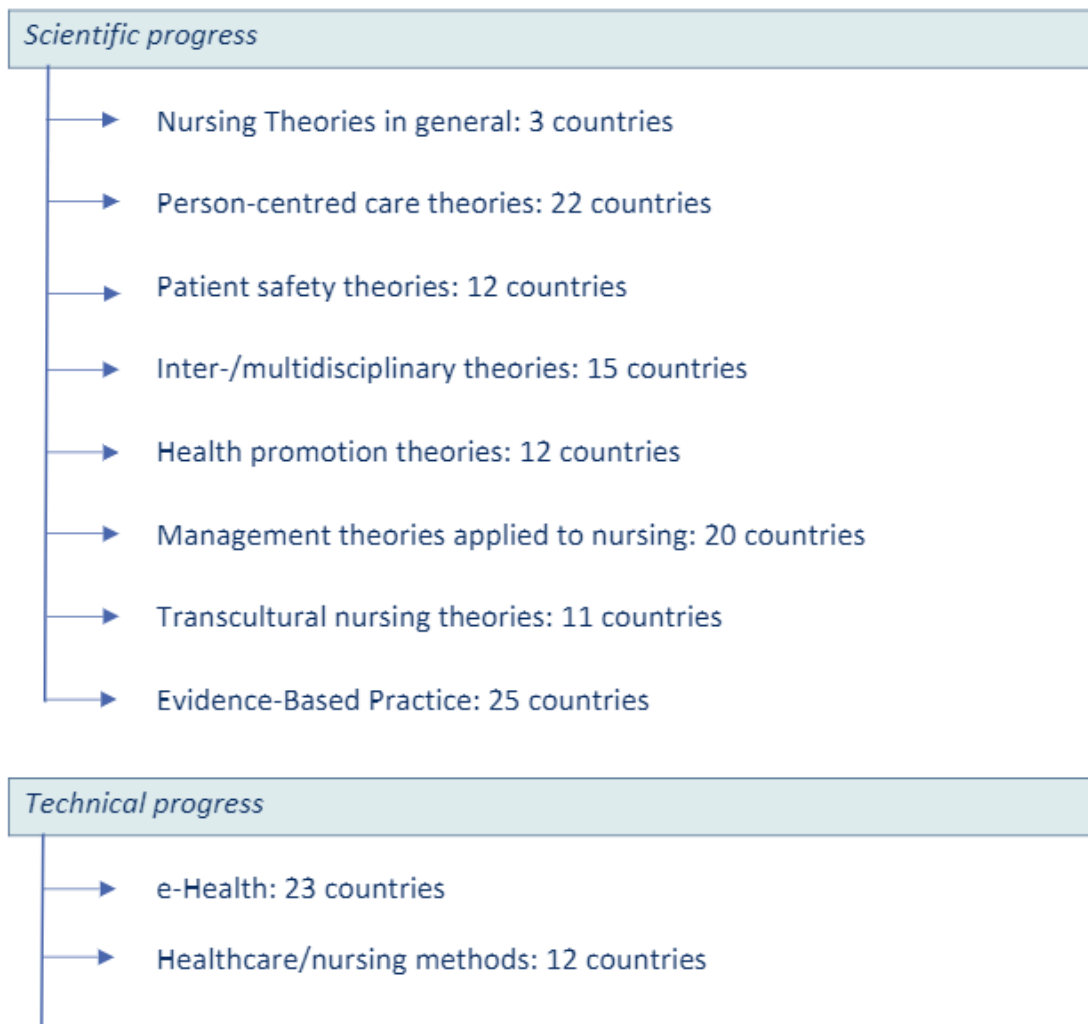 Scientific progress
Nursing Theories in general: 3 countries
Person-centred care theories: 22 countries
Patient safety theories: 12 countries
Inter-/multidisciplinary theories: 15 countries
Health promotion theories: 12 countries
Management theories applied to nursing: 20 countries
Transcultural nursing theories: 11 countries
Evidence-Based Practice: 25 countries
Technical progress
e-Health: 23 countries
Healthcare/nursing methods: 12 countries